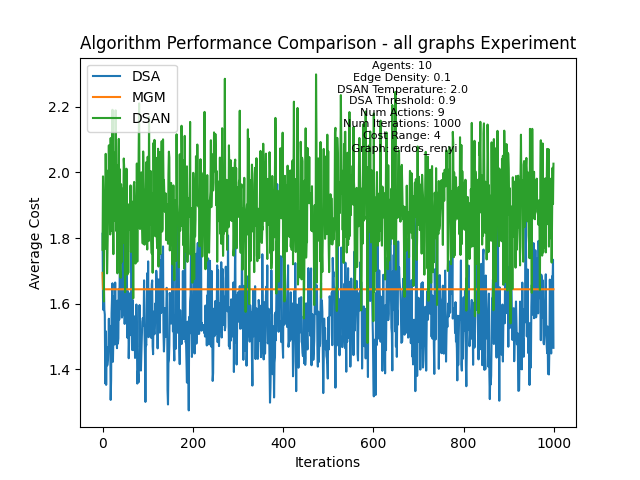 Algorithm Performance Comparison - all graphs Experiment
DSA
MGM
DSAN
Agents: 10
Edge Density: 0.1
DSAN Temperature: 2.0
DSA Threshold: 0.9
Num Actions: 9
Num Iterations: 1000
Cost Range: 4
Graph: erdos_renyi
Average Cost
2.2
2.0
1.8
1.6
1.4
0
200
400
600
800
1000
Iterations